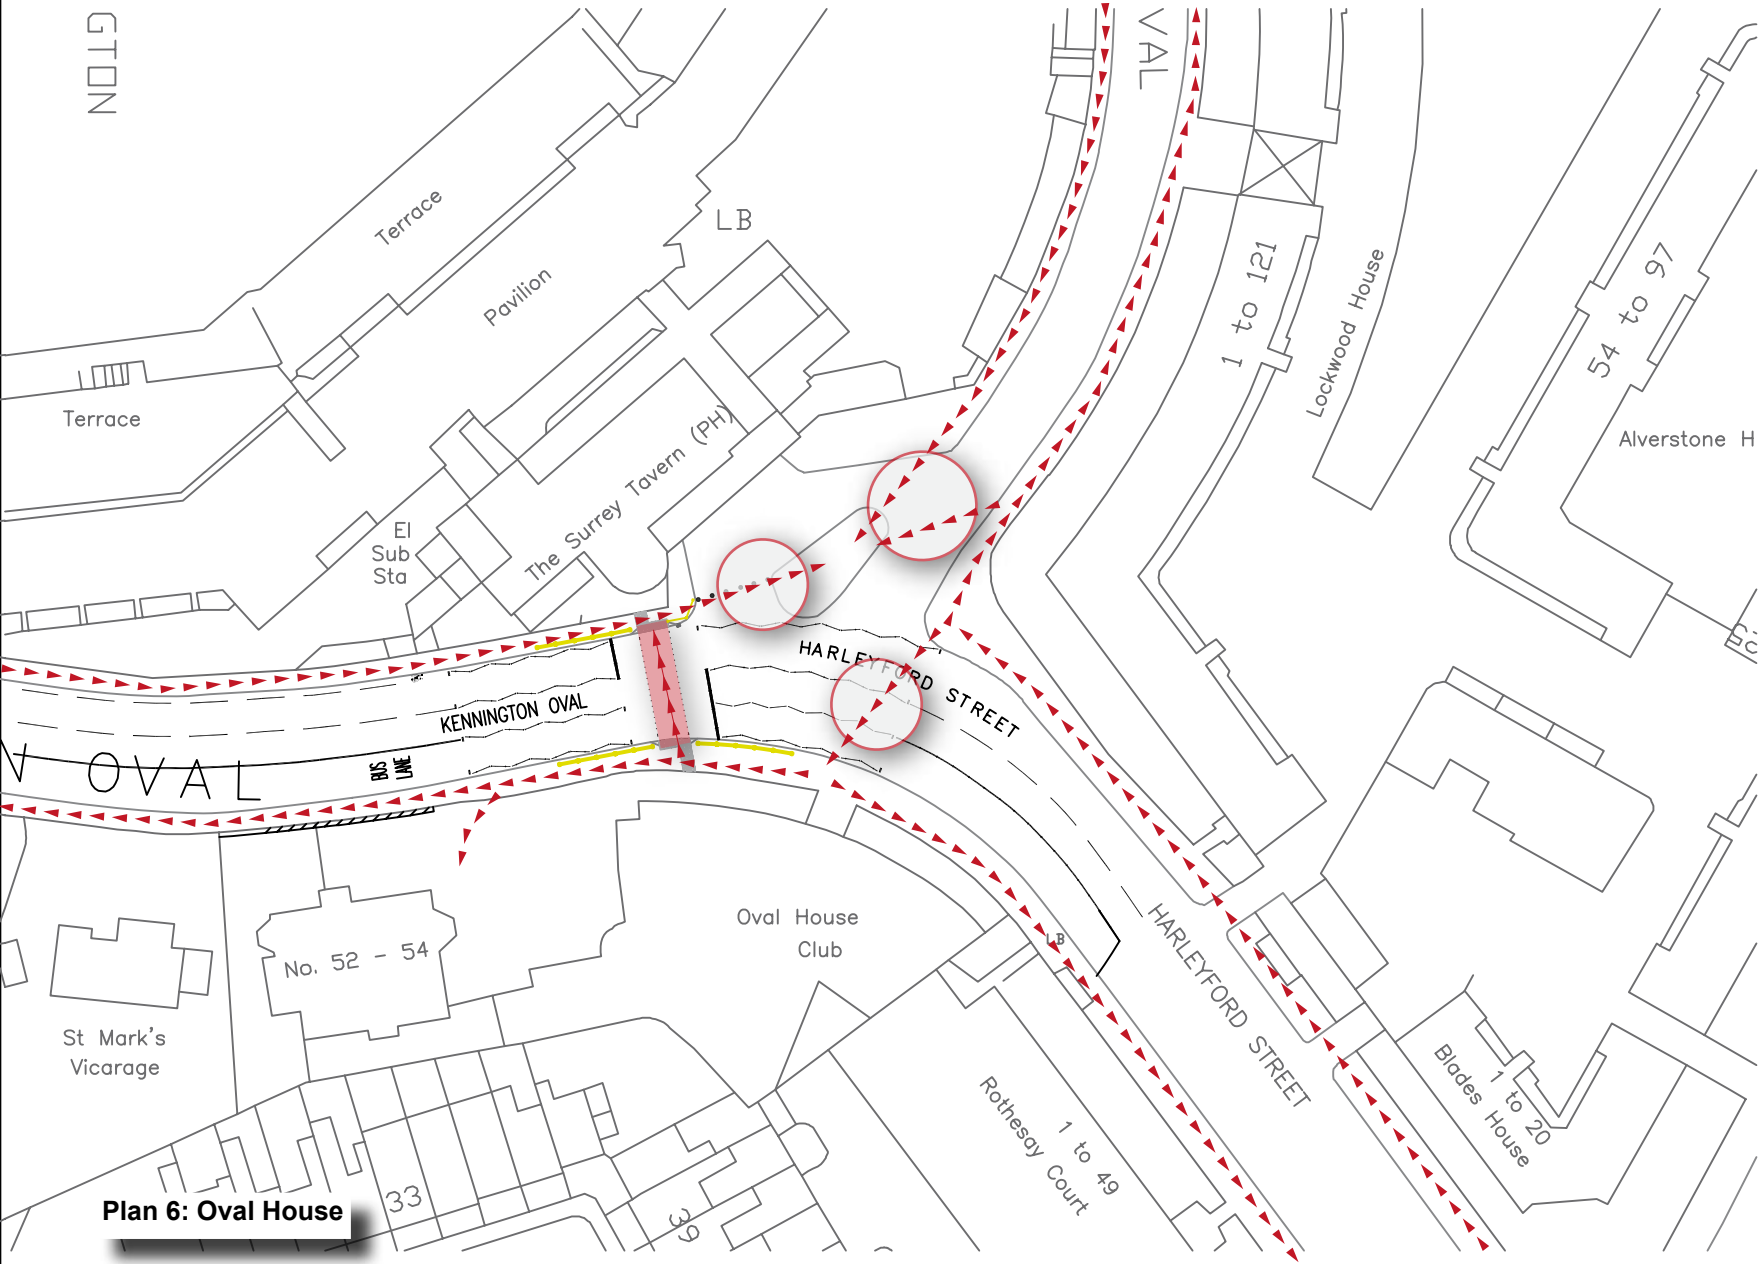 GTON
VAL
Terrace
LB
Pavilion
1 to 121
Lockwood House
54 to 97
Terrace
The Surrey Tavern (PH)
Alverstone H
El
Sub
Sta
HARLEYFORD STREET
KENNINGTON OVAL
BUS
LANE
N OVAL
HARLEYFORD STREET
Oval House
Club
LB
No. 52 - 54
St Mark's
Vicarage
1 to 20
Blades House
1 to 49
Rothesay Court
33
39
Plan 6: Oval House